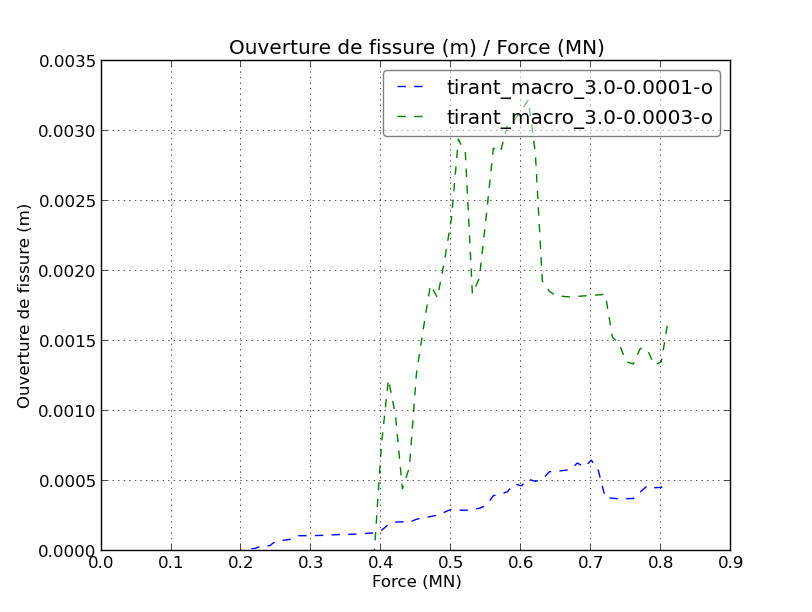 Ouverture de fissure (m) / Force (MN)
tirant_macro_3.0-0.0001-o
tirant_macro_3.0-0.0003-o
Ouverture de fissure (m)
0.0035
0.0030
0.0025
0.0020
0.0015
0.0010
0.0005
0.0000
0.0 0.1 0.2 0.3 0.4 0.5 0.6 0.7 0.8 0.9
Force (MN)